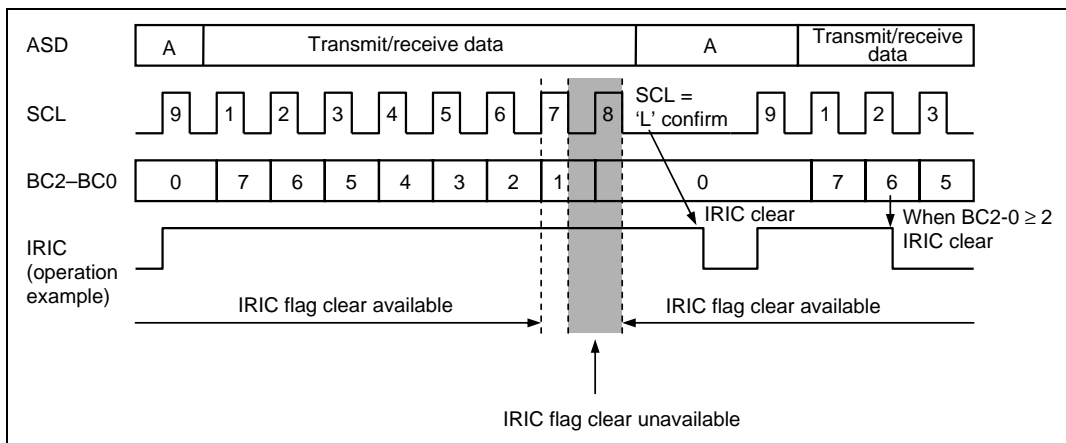 ASD A Transmit/receive data A Transmit/receive data
SCL 9 1 2 3 4 5 6 7 8 SCL = 'L' confirm 9 1 2 3
BC2–BC0 0 7 6 5 4 3 2 1 0 7 6 5
IRIC (operation example)
IRIC clear
When BC2-0 ≥ 2 IRIC clear
IRIC flag clear available IRIC flag clear available
IRIC flag clear unavailable